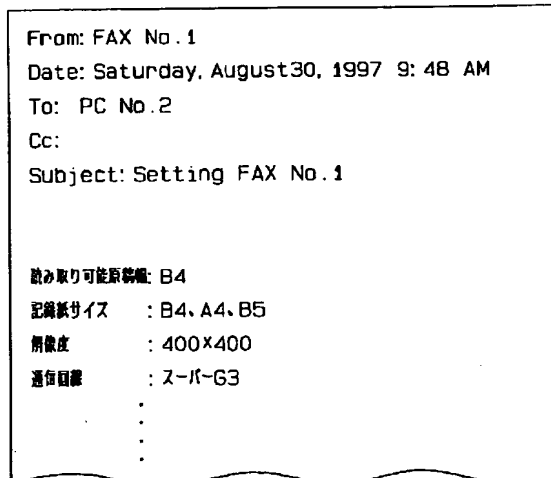 From: FAX No.1
Date: Saturday, August30, 1997 9:48 AM
To: PC No.2
Cc:
Subject: Setting FAX No.1
読み取り可能原稿幅: B4
記録紙サイズ : B4、A4、B5
解像度 : 400×400
通信回線 : スーパーG3